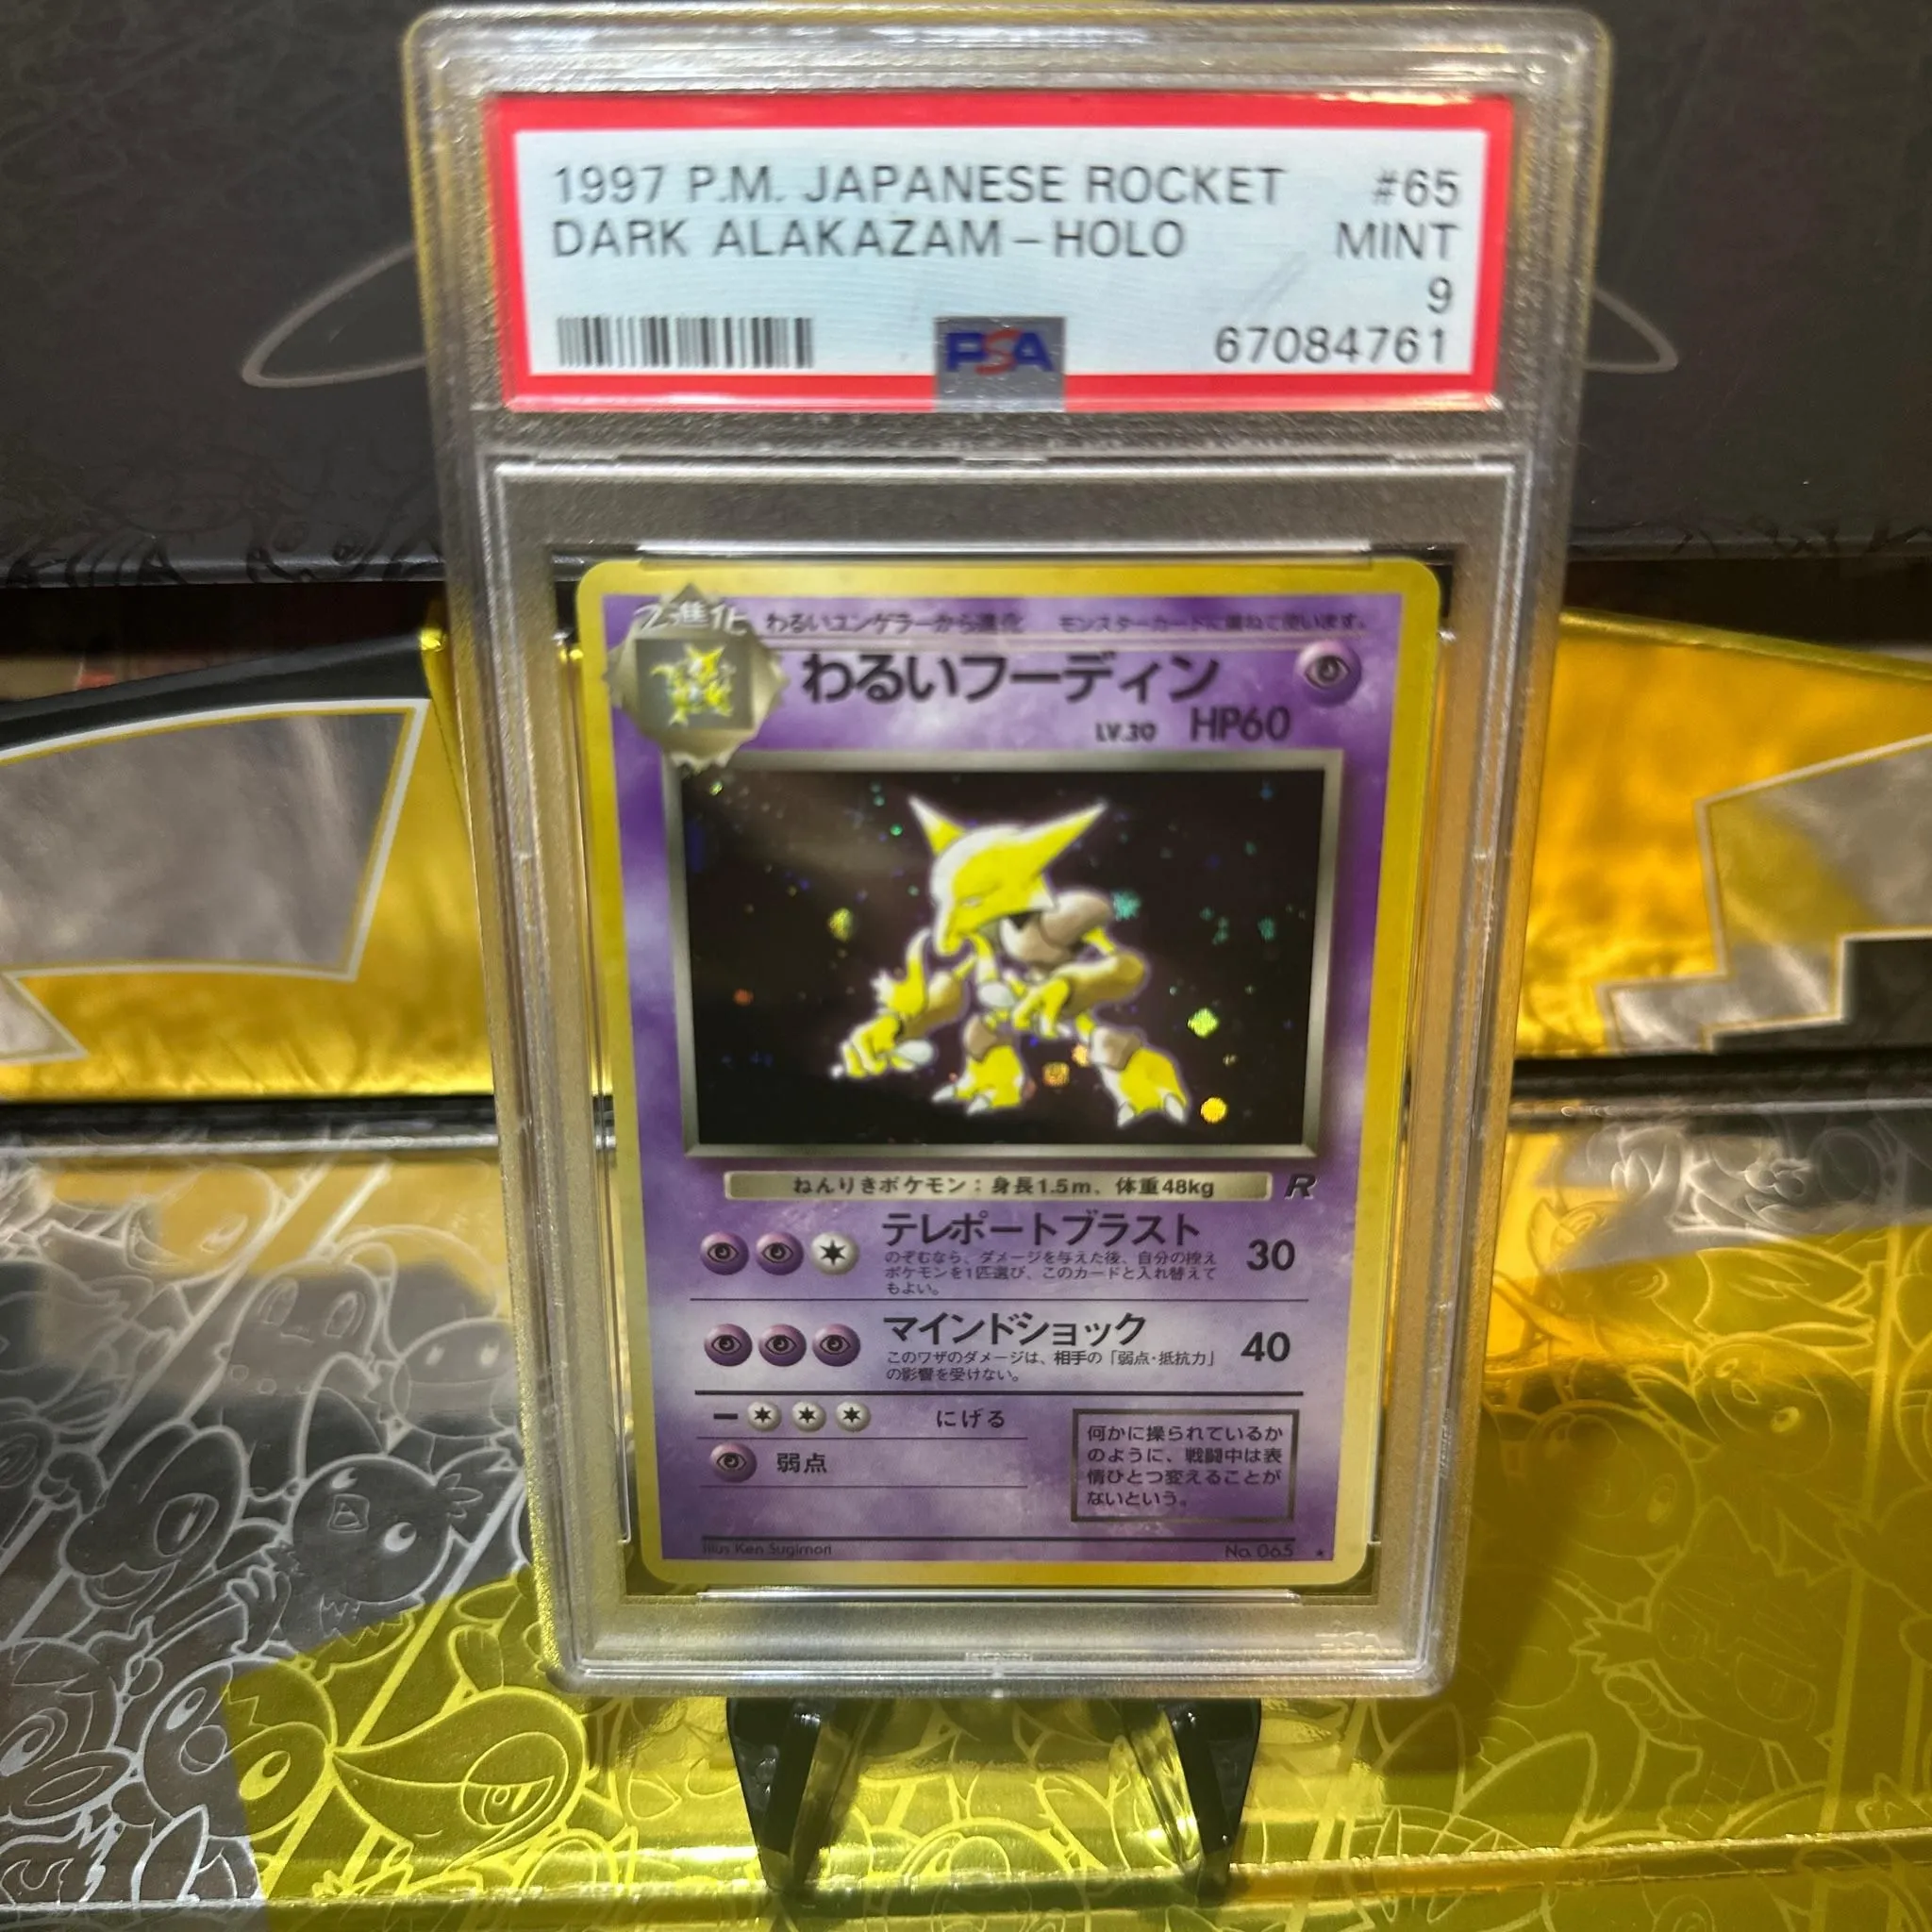 1997 P.M. JAPANESE ROCKET #65
DARK ALAKAZAM - HOLO MINT
9
PSA 67084761
2進化 わるいユンゲラーから進化 モンスターカードに重ねて使います。
わるいフーディン
LV.30 HP60
ねんりきポケモン：身長1.5m、体重48kg R
テレポートブラスト 30
のぞむなら、ダメージを与えた後、自分の控え
ポケモンを1匹選び、このカードと入れ替えて
もよい。
マインドショック 40
このワザのダメージは、相手の「弱点・抵抗力」
の影響を受けない。
にげる
弱点
何かに操られているか
のように、戦闘中は表
情ひとつ変えることが
ないという。
Illus. Ken Sugimori No. 065